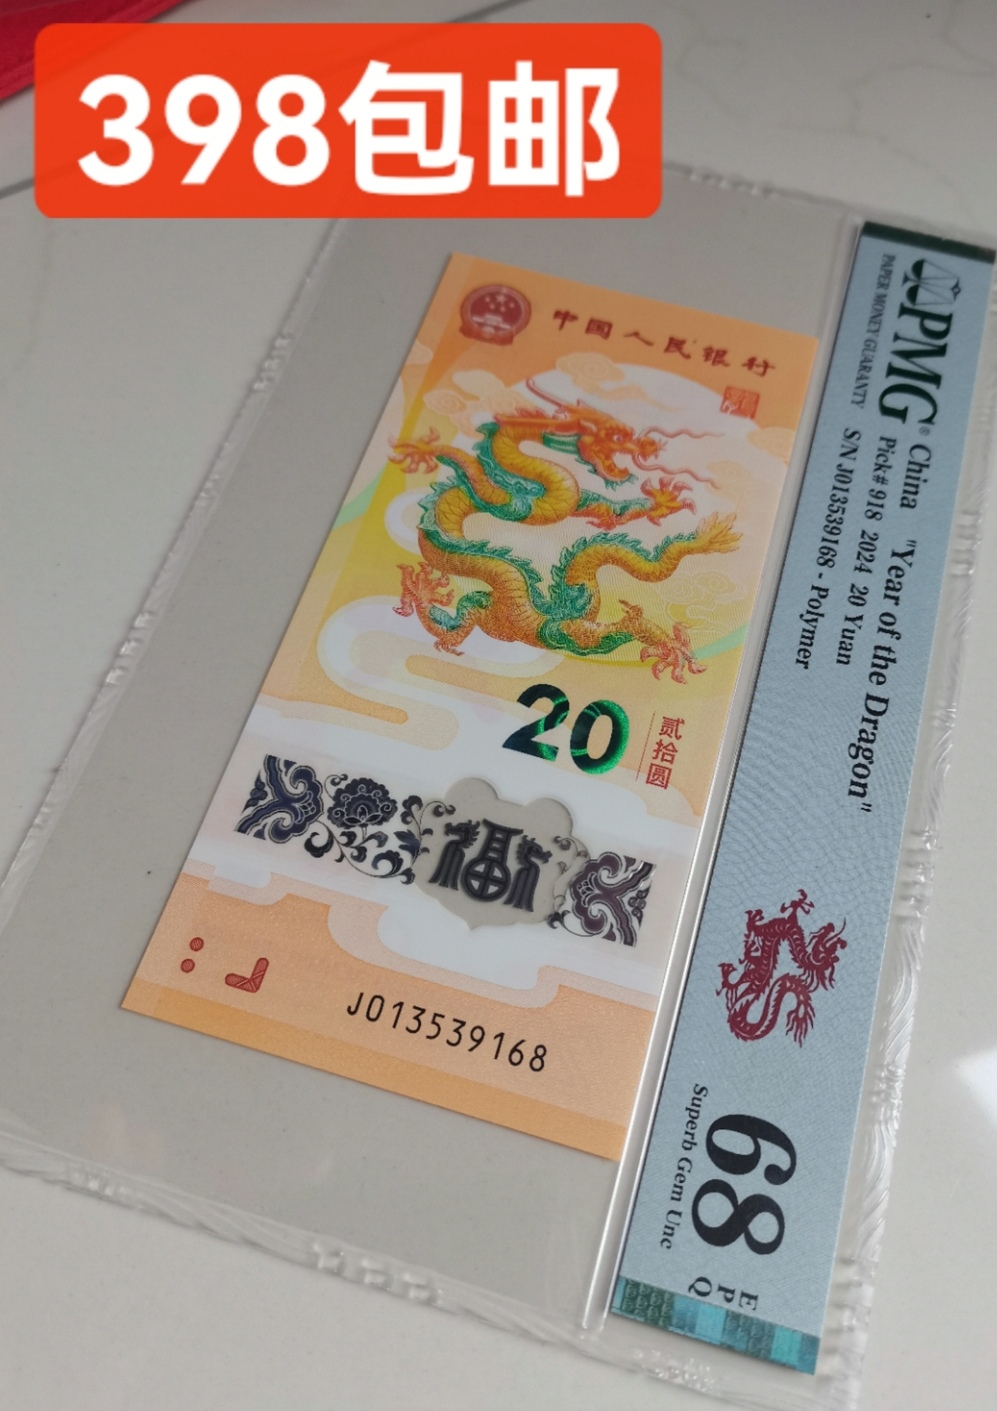 398包邮
中国人民银行
20
贰拾圆
福
J013539168
PMG®
PAPER MONEY GUARANTY
China "Year of the Dragon"
Pick# 918 2024 20 Yuan
S/N J013539168 - Polymer
68
Superb Gem Unc
EPQ